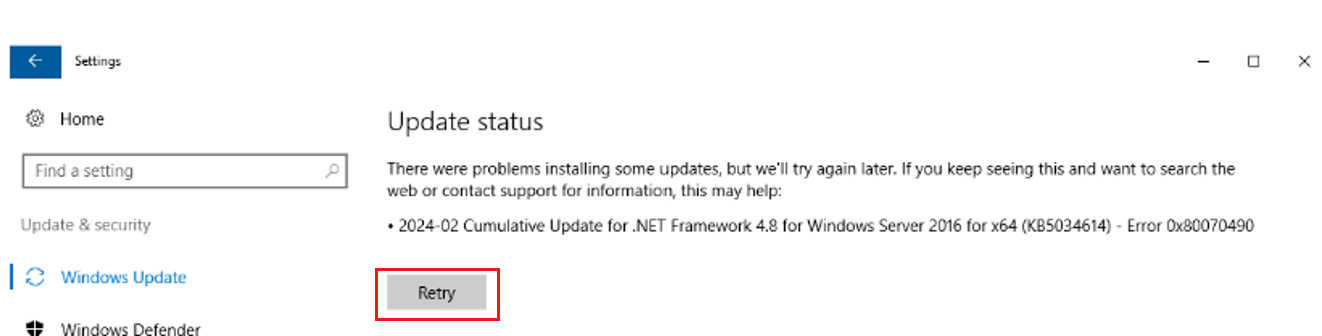 Settings
Home
Update status
Find a setting
There were problems installing some updates, but we'll try again later. If you keep seeing this and want to search the
web or contact support for information, this may help:
Update & security
• 2024-02 Cumulative Update for .NET Framework 4.8 for Windows Server 2016 for x64 (KB5034614) - Error 0x80070490
Windows Update
Retry
Windows Defender